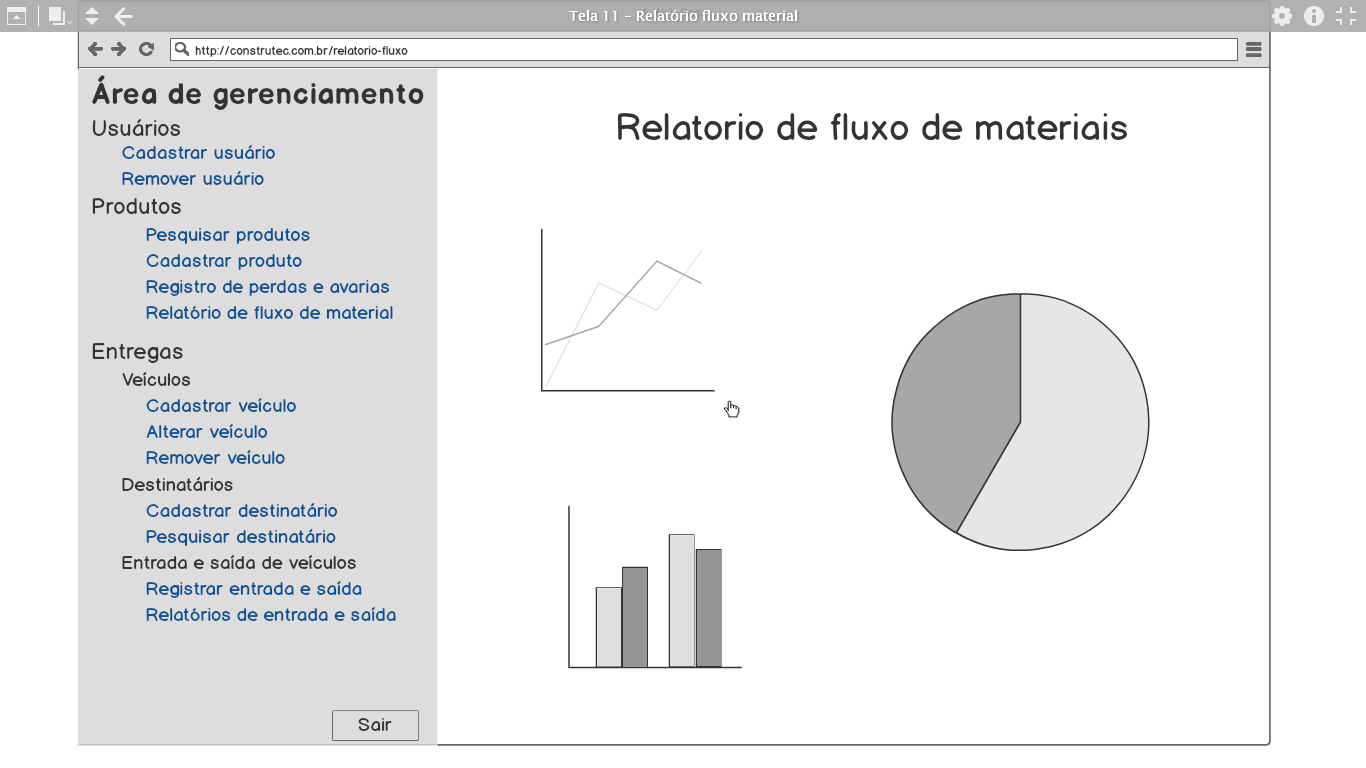 Tela 11 - Relatório fluxo material
http://construtec.com.br/relatorio-fluxo
Área de gerenciamento
Usuários
Cadastrar usuário
Remover usuário
Produtos
Pesquisar produtos
Cadastrar produto
Registro de perdas e avarias
Relatório de fluxo de material
Entregas
Veículos
Cadastrar veículo
Alterar veículo
Remover veículo
Destinatários
Cadastrar destinatário
Pesquisar destinatário
Entrada e saída de veículos
Registrar entrada e saída
Relatórios de entrada e saída
Sair
Relatorio de fluxo de materiais